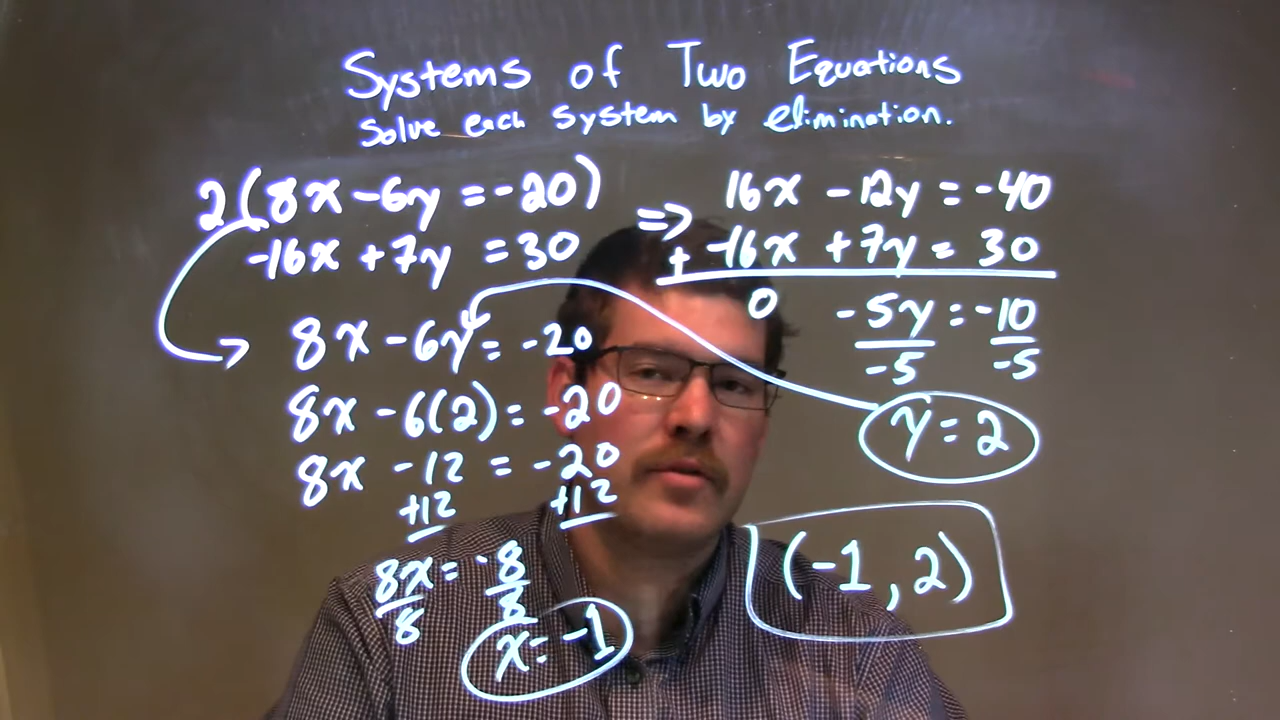 Systems of Two Equations
Solve each system by elimination.
2(8x-6y=-20)
-16x+7y=30
8x-6y=-20
8x-6(2)=-20
8x-12=-20
+12 +12
8x=-8
8 8
x=-1
=> 16x-12y=-40
+ -16x+7y=30
0 -5y=-10
-5 -5
y=2
(-1,2)